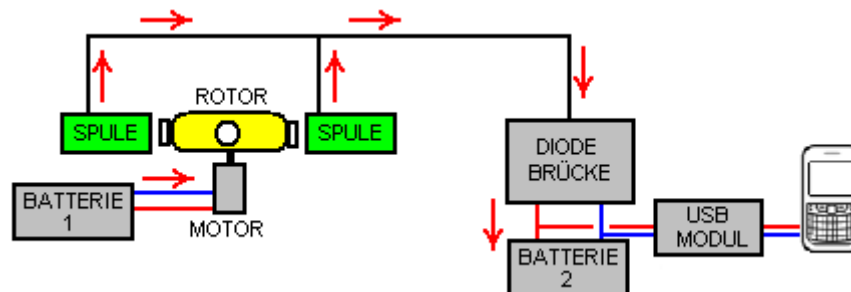 ROTOR
SPULE
SPULE
BATTERIE
1
MOTOR
DIODE
BRÜCKE
BATTERIE
2
USB
MODUL